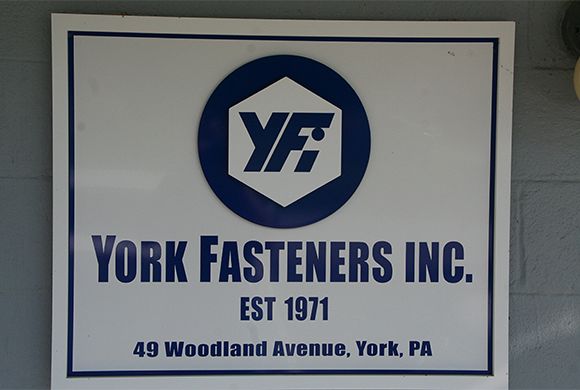 YFi
YORK FASTENERS INC.
EST 1971
49 Woodland Avenue, York, PA